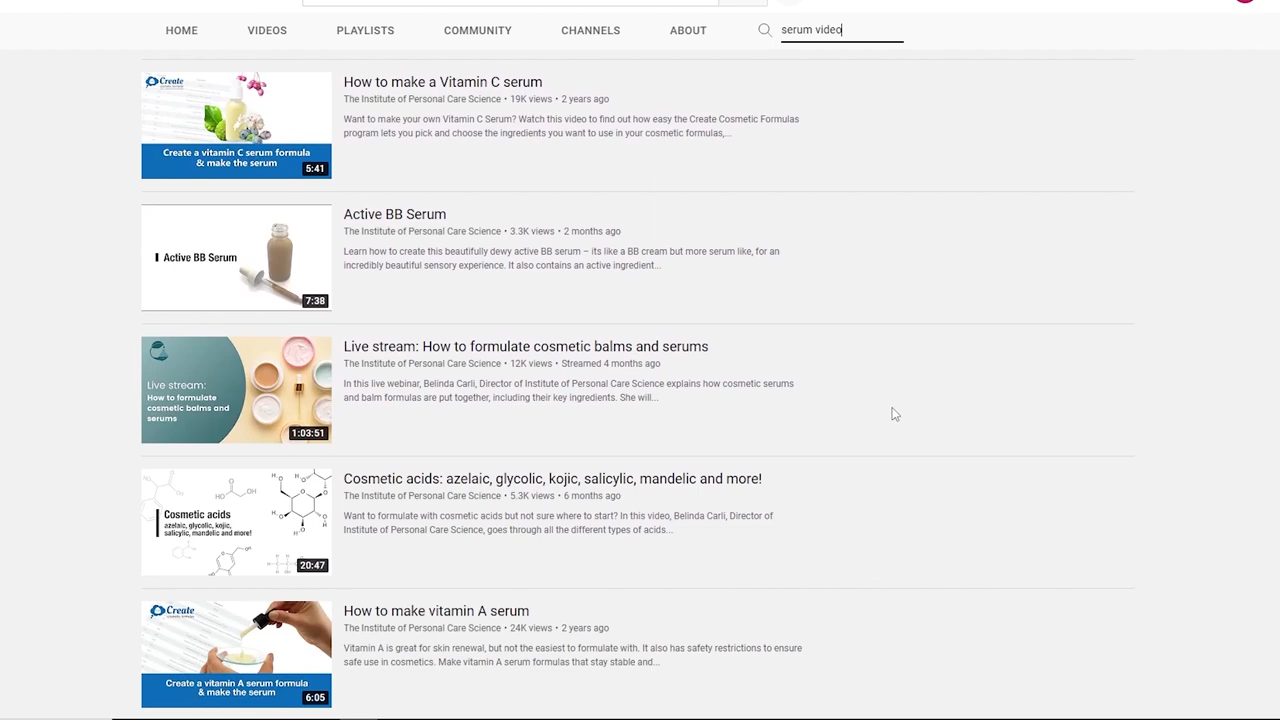 HOME VIDEOS PLAYLISTS COMMUNITY CHANNELS ABOUT serum video
Create
Create a vitamin C serum formula
& make the serum
5:41
How to make a Vitamin C serum
The Institute of Personal Care Science • 19K views • 2 years ago
Want to make your own Vitamin C Serum? Watch this video to find out how easy the Create Cosmetic Formulas
program lets you pick and choose the ingredients you want to use in your cosmetic formulas,...
Active BB Serum
7:38
Active BB Serum
The Institute of Personal Care Science • 3.3K views • 2 months ago
Learn how to create this beautifully dewy active BB serum – its like a BB cream but more serum like, for an
incredibly beautiful sensory experience. It also contains an active ingredient...
Live stream:
How to formulate
cosmetic balms and
serums
1:03:51
Live stream: How to formulate cosmetic balms and serums
The Institute of Personal Care Science • 12K views • Streamed 4 months ago
In this live webinar, Belinda Carli, Director of Institute of Personal Care Science explains how cosmetic serums
and balm formulas are put together, including their key ingredients. She will...
Cosmetic acids
azelaic, glycolic, kojic,
salicylic, mandelic and more!
20:47
Cosmetic acids: azelaic, glycolic, kojic, salicylic, mandelic and more!
The Institute of Personal Care Science • 5.3K views • 6 months ago
Want to formulate with cosmetic acids but not sure where to start? In this video, Belinda Carli, Director of
Institute of Personal Care Science, goes through all the different types of acids...
Create
Create a vitamin A serum formula
& make the serum
6:05
How to make vitamin A serum
The Institute of Personal Care Science • 24K views • 2 years ago
Vitamin A is great for skin renewal, but not the easiest to formulate with. It also has safety restrictions to ensure
safe use in cosmetics. Make vitamin A serum formulas that stay stable and...